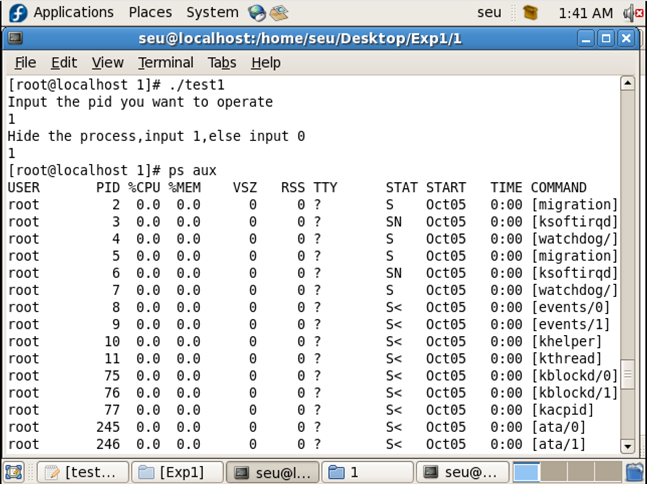 Applications Places System seu 1:41 AM
seu@localhost:/home/seu/Desktop/Exp1/1
File Edit View Terminal Tabs Help
[root@localhost 1]# ./test1
Input the pid you want to operate
1
Hide the process,input 1,else input 0
1
[root@localhost 1]# ps aux
USER PID %CPU %MEM VSZ RSS TTY STAT START TIME COMMAND
root 2 0.0 0.0 0 0 ? S Oct05 0:00 [migration]
root 3 0.0 0.0 0 0 ? SN Oct05 0:00 [ksoftirqd]
root 4 0.0 0.0 0 0 ? S Oct05 0:00 [watchdog/]
root 5 0.0 0.0 0 0 ? S Oct05 0:00 [migration]
root 6 0.0 0.0 0 0 ? SN Oct05 0:00 [ksoftirqd]
root 7 0.0 0.0 0 0 ? S Oct05 0:00 [watchdog/]
root 8 0.0 0.0 0 0 ? S< Oct05 0:00 [events/0]
root 9 0.0 0.0 0 0 ? S< Oct05 0:00 [events/1]
root 10 0.0 0.0 0 0 ? S< Oct05 0:00 [khelper]
root 11 0.0 0.0 0 0 ? S< Oct05 0:00 [kthread]
root 75 0.0 0.0 0 0 ? S< Oct05 0:00 [kblockd/0]
root 76 0.0 0.0 0 0 ? S< Oct05 0:00 [kblockd/1]
root 77 0.0 0.0 0 0 ? S< Oct05 0:00 [kacpid]
root 245 0.0 0.0 0 0 ? S< Oct05 0:00 [ata/0]
root 246 0.0 0.0 0 0 ? S< Oct05 0:00 [ata/1]
[test... [Exp1] seu@l... 1 seu@...